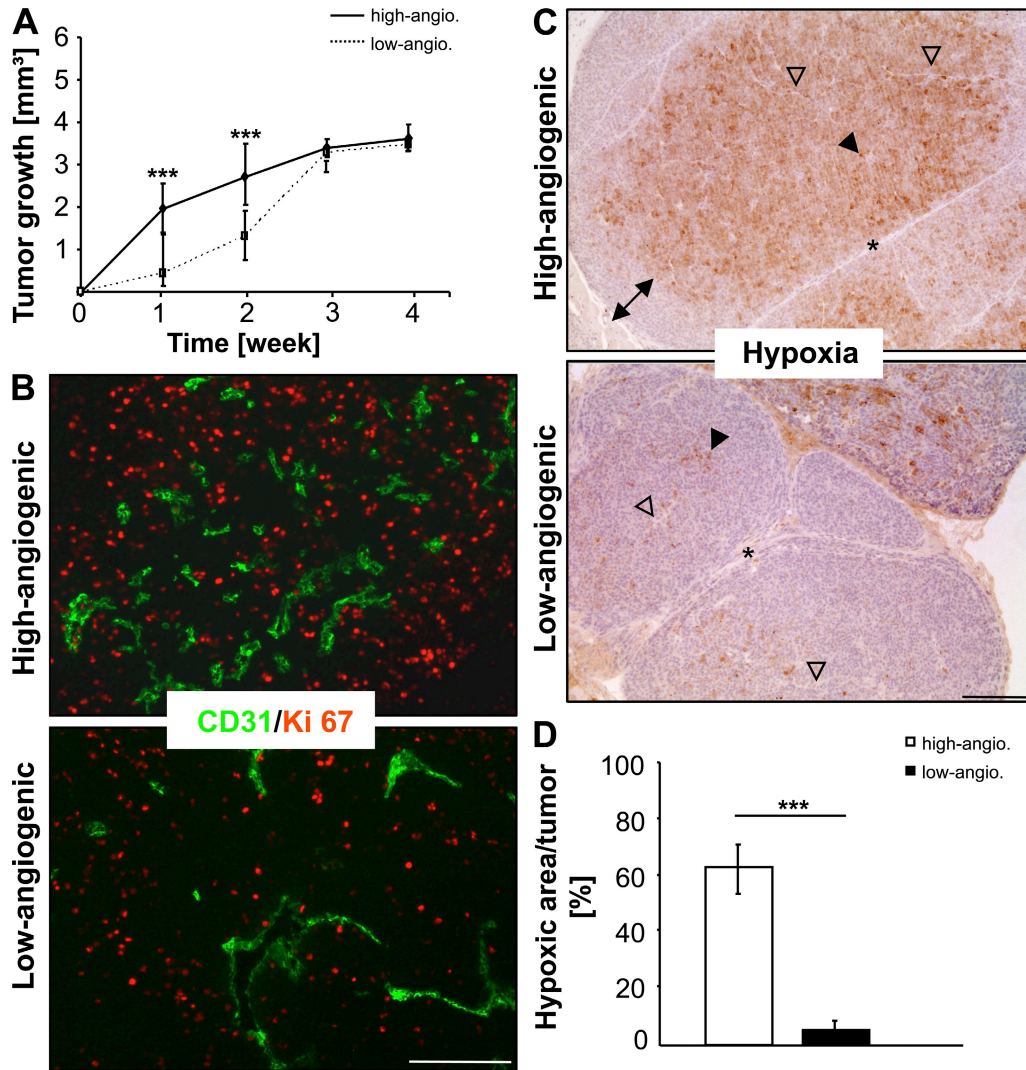 A
high-angio.
low-angio.
Tumor growth [mm³]
6
5
4
3
2
1
***
***
0
1
2
3
4
Time [week]
B
High-angiogenic
CD31/Ki 67
Low-angiogenic
C
High-angiogenic
*
Hypoxia
Low-angiogenic
*
D
high-angio.
low-angio.
Hypoxic area/tumor
[%]
100
80
60
40
20
0
***